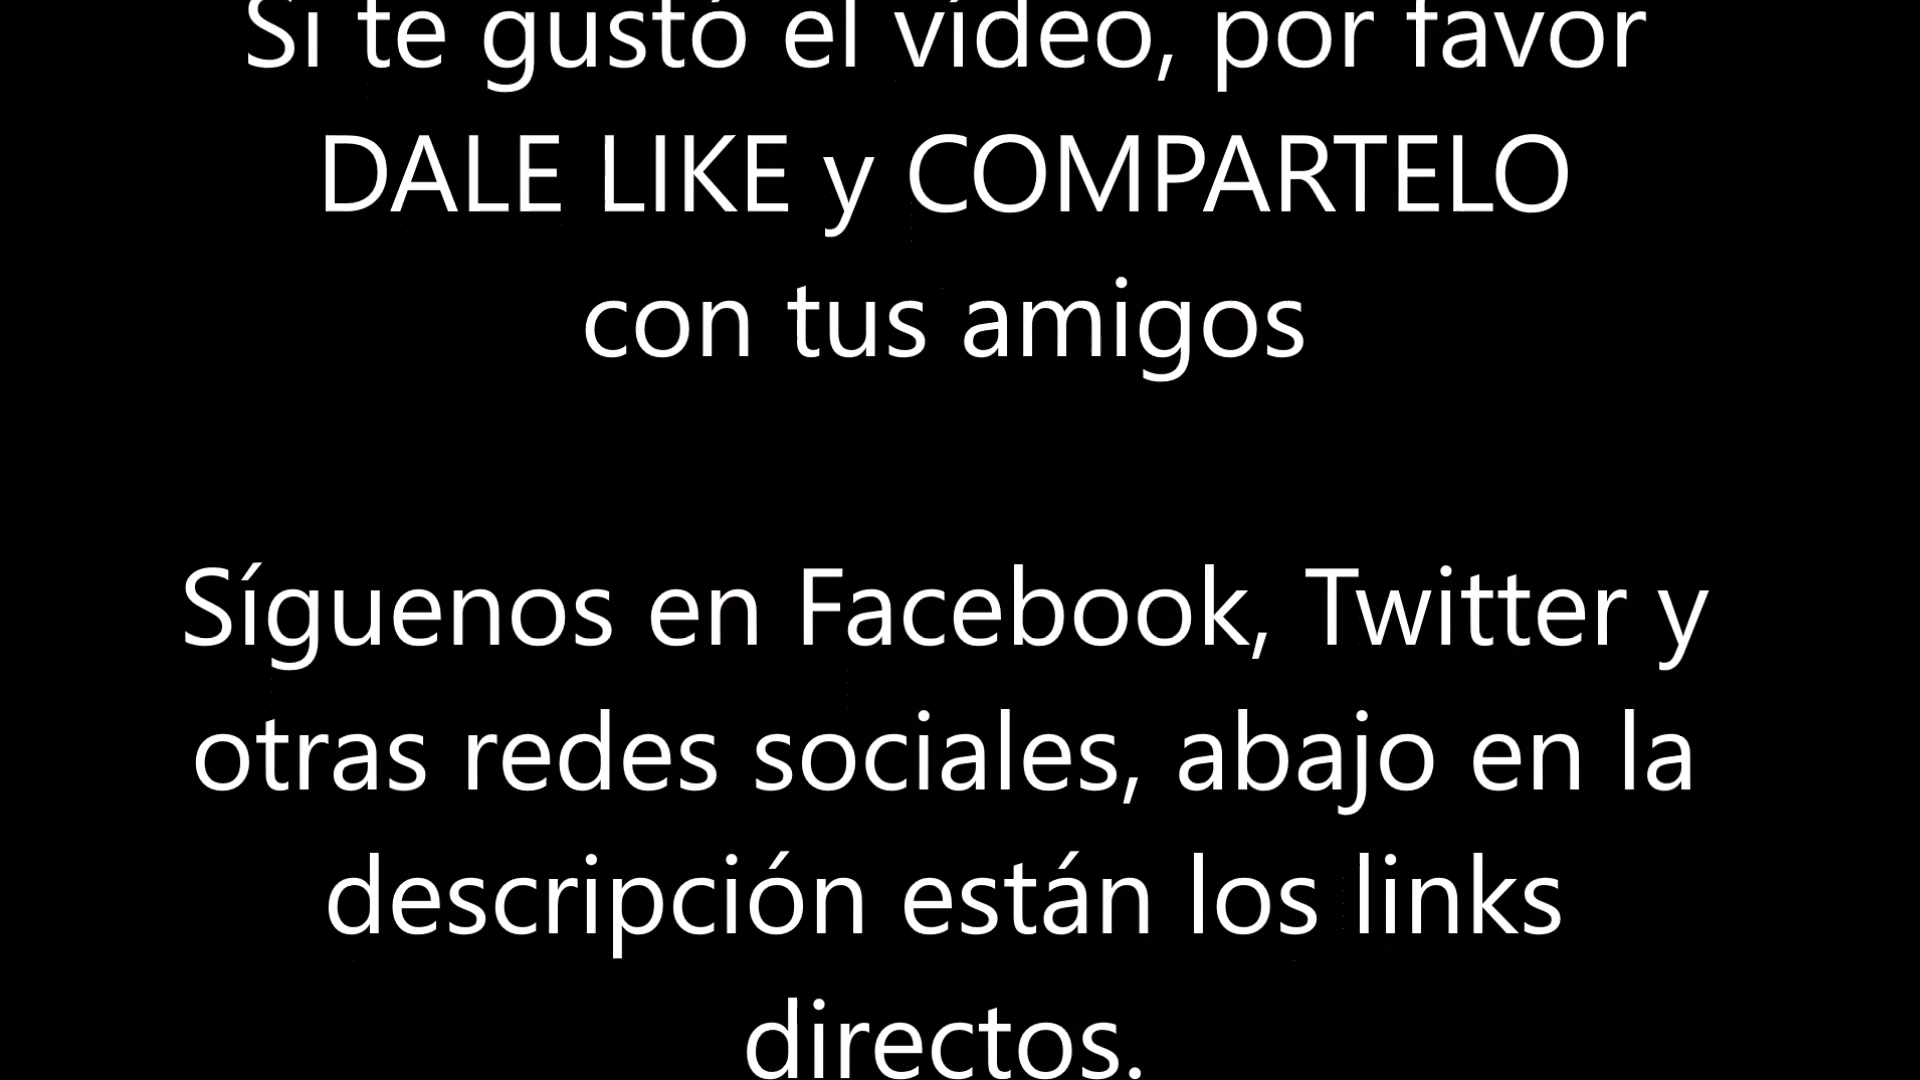 Si te gustó el vídeo, por favor
DALE LIKE y COMPARTELO
con tus amigos
Síguenos en Facebook, Twitter y
otras redes sociales, abajo en la
descripción están los links
directos.